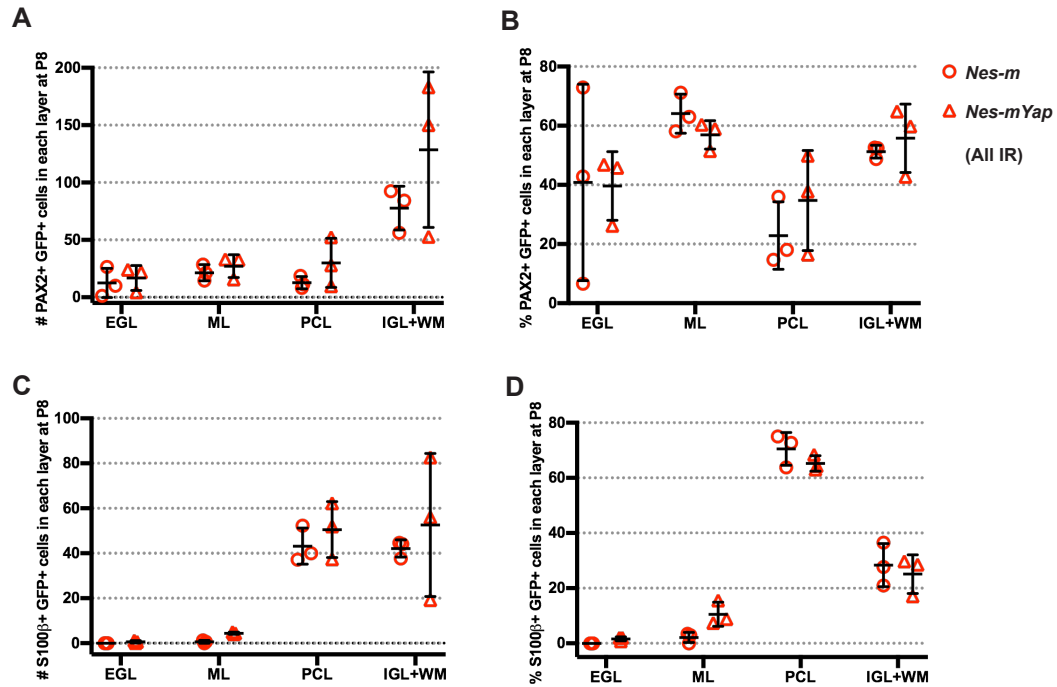 A
# PAX2+ GFP+ cells in each layer at P8
200
150
100
50
0
EGL
ML
PCL
IGL+WM
B
% PAX2+ GFP+ cells in each layer at P8
80
60
40
20
0
EGL
ML
PCL
IGL+WM
Nes-m
Nes-mYap
(All IR)
C
# S100β+ GFP+ cells in each layer at P8
100
80
60
40
20
0
EGL
ML
PCL
IGL+WM
D
% S100β+ GFP+ cells in each layer at P8
80
60
40
20
0
EGL
ML
PCL
IGL+WM